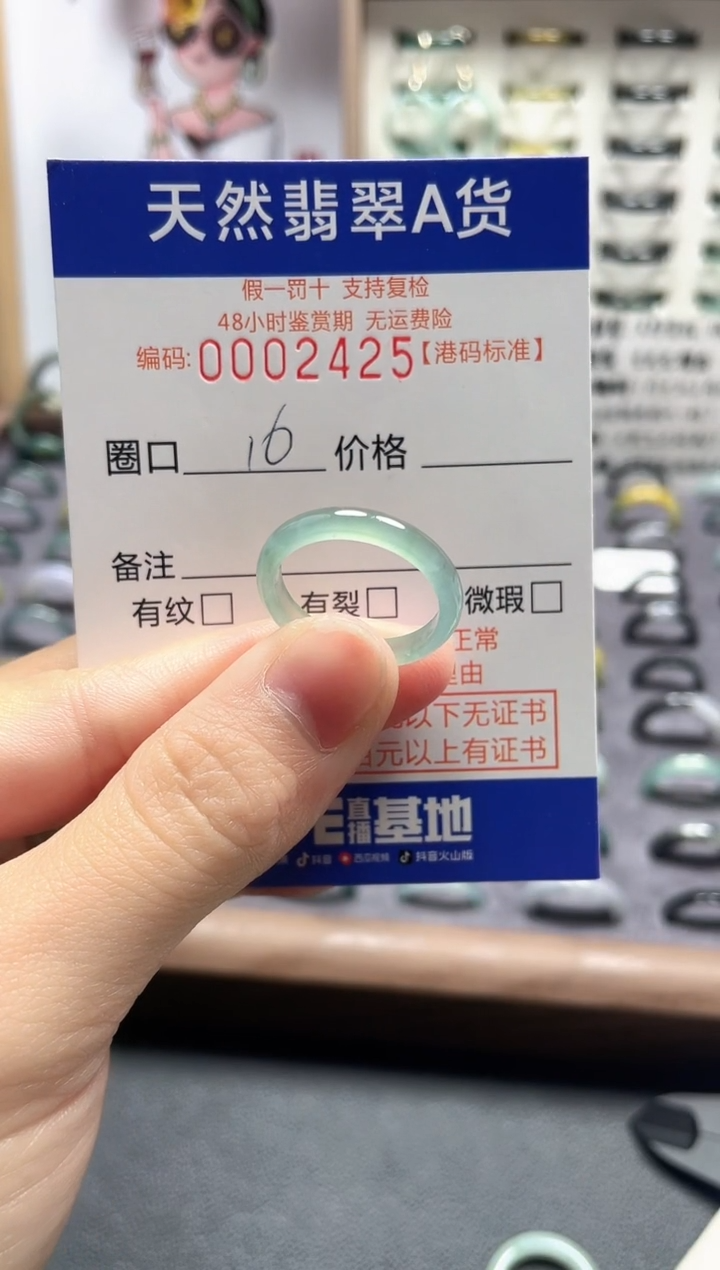 天然翡翠A货
假一罚十 支持复检
48小时鉴赏期 无运费险
编码:0002425【港码标准】
圈口 16 价格
备注
有纹□ 有裂□ 微瑕□
正常
理由
以下无证书
元以上有证书
直播基地
抖音 西瓜视频 抖音火山版